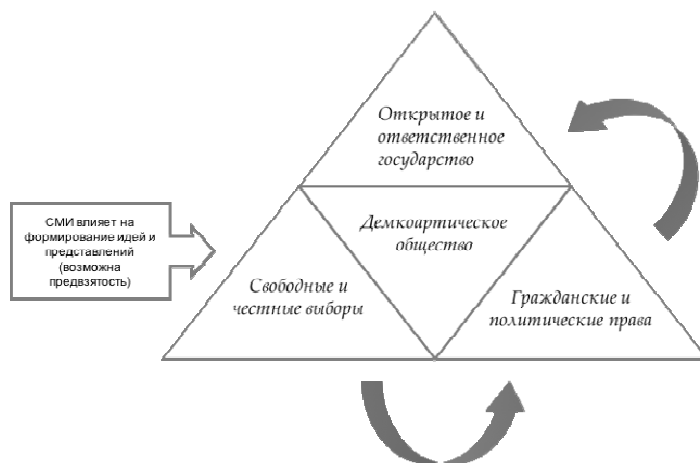 Открытое и
ответственное
государство
СМИ влияет на
формирование идей и
представлений
(возможна
предвзятость)
Демкоартическое
общество
Свободные и
честные выборы
Гражданские и
политические права